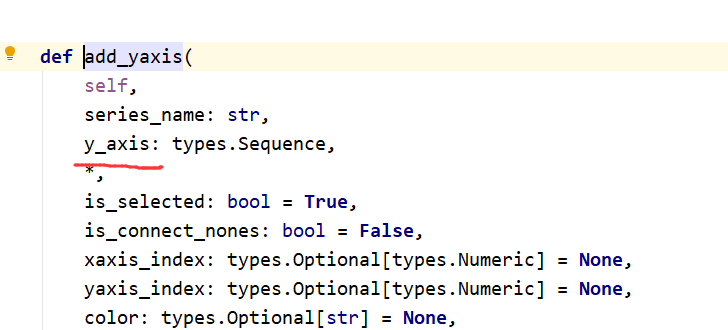 def add_yaxis(
self,
series_name: str,
y_axis: types.Sequence,
*,
is_selected: bool = True,
is_connect_nones: bool = False,
xaxis_index: types.Optional[types.Numeric] = None,
yaxis_index: types.Optional[types.Numeric] = None,
color: types.Optional[str] = None,